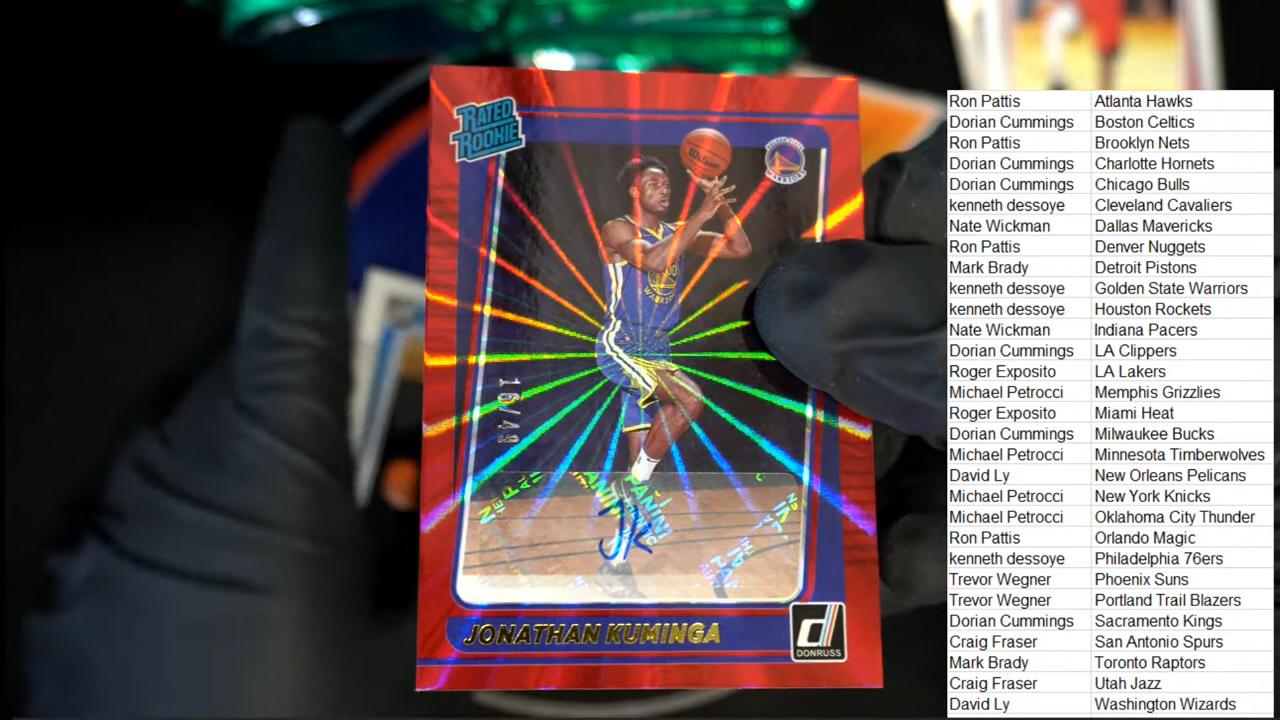 RATED
ROOKIE
Wilson
WARRIORS
16/49
JK
JONATHAN KUMINGA
DONRUSS
Ron Pattis Atlanta Hawks
Dorian Cummings Boston Celtics
Ron Pattis Brooklyn Nets
Dorian Cummings Charlotte Hornets
Dorian Cummings Chicago Bulls
kenneth dessoye Cleveland Cavaliers
Nate Wickman Dallas Mavericks
Ron Pattis Denver Nuggets
Mark Brady Detroit Pistons
kenneth dessoye Golden State Warriors
kenneth dessoye Houston Rockets
Nate Wickman Indiana Pacers
Dorian Cummings LA Clippers
Roger Exposito LA Lakers
Michael Petrocci Memphis Grizzlies
Roger Exposito Miami Heat
Dorian Cummings Milwaukee Bucks
Michael Petrocci Minnesota Timberwolves
David Ly New Orleans Pelicans
Michael Petrocci New York Knicks
Michael Petrocci Oklahoma City Thunder
Ron Pattis Orlando Magic
kenneth dessoye Philadelphia 76ers
Trevor Wegner Phoenix Suns
Trevor Wegner Portland Trail Blazers
Dorian Cummings Sacramento Kings
Craig Fraser San Antonio Spurs
Mark Brady Toronto Raptors
Craig Fraser Utah Jazz
David Ly Washington Wizards